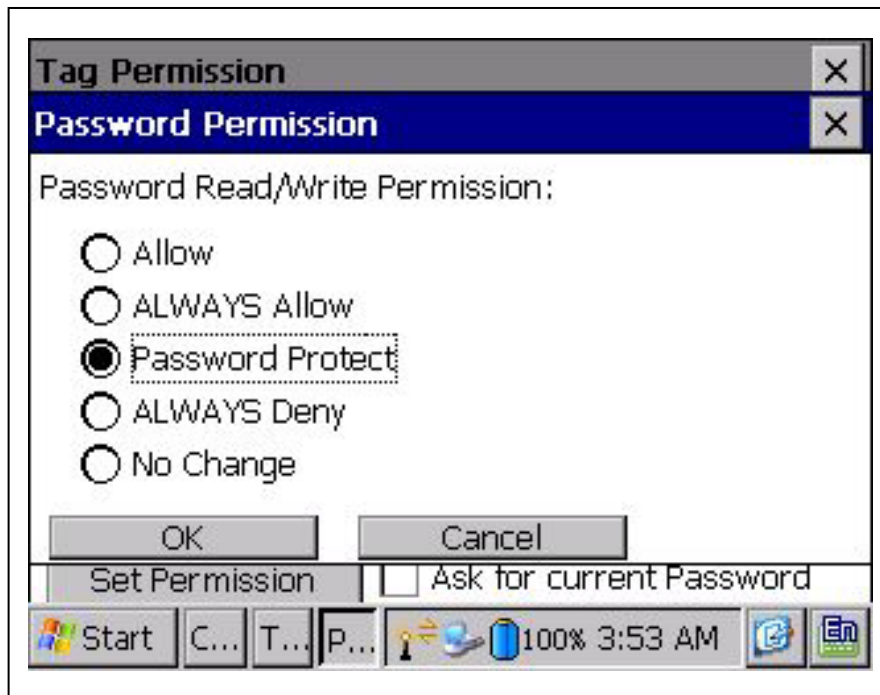 Tag Permission
Password Permission
Password Read/Write Permission:
Allow
ALWAYS Allow
Password Protect
ALWAYS Deny
No Change
OK Cancel
Set Permission Ask for current Password
Start C... T... P... 100% 3:53 AM En